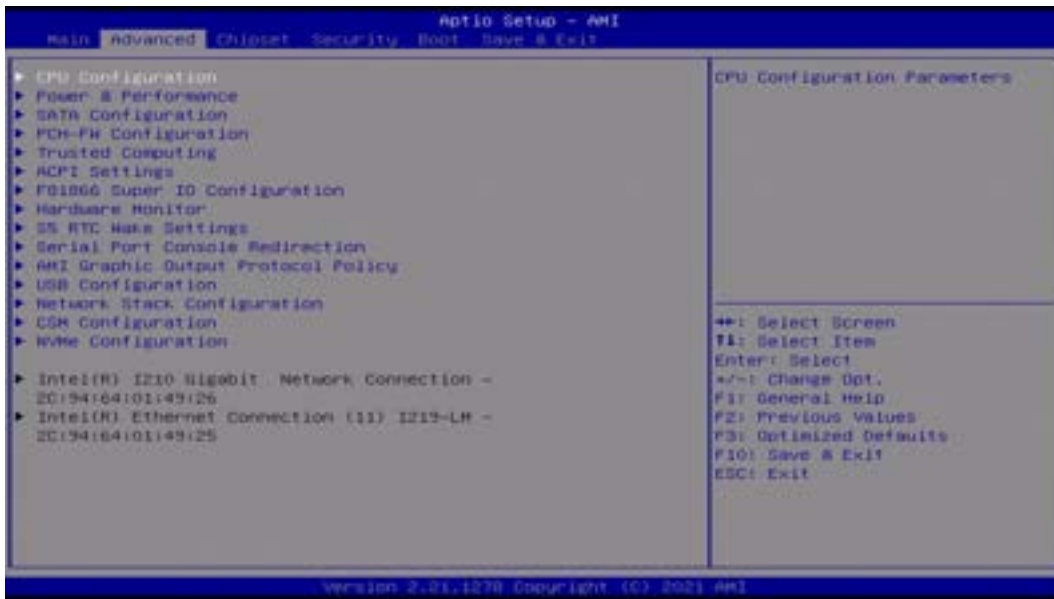 Aptio Setup - AMI
Main Advanced Chipset Security Boot Save & Exit
CPU Configuration
Power & Performance
SATA Configuration
PCH-FW Configuration
Trusted Computing
ACPI Settings
F81866 Super IO Configuration
Hardware Monitor
S5 RTC Wake Settings
Serial Port Console Redirection
AMI Graphic Output Protocol Policy
USB Configuration
Network Stack Configuration
CSM Configuration
NVMe Configuration
Intel(R) I210 Gigabit Network Connection -
2C:94:64:01:49:26
Intel(R) Ethernet Connection (11) I219-LM -
2C:94:64:01:49:25
CPU Configuration Parameters
→←: Select Screen
↑↓: Select Item
Enter: Select
+/-: Change Opt.
F1: General Help
F2: Previous Values
F3: Optimized Defaults
F10: Save & Exit
ESC: Exit
Version 2.21.1278 Copyright (C) 2021 AMI